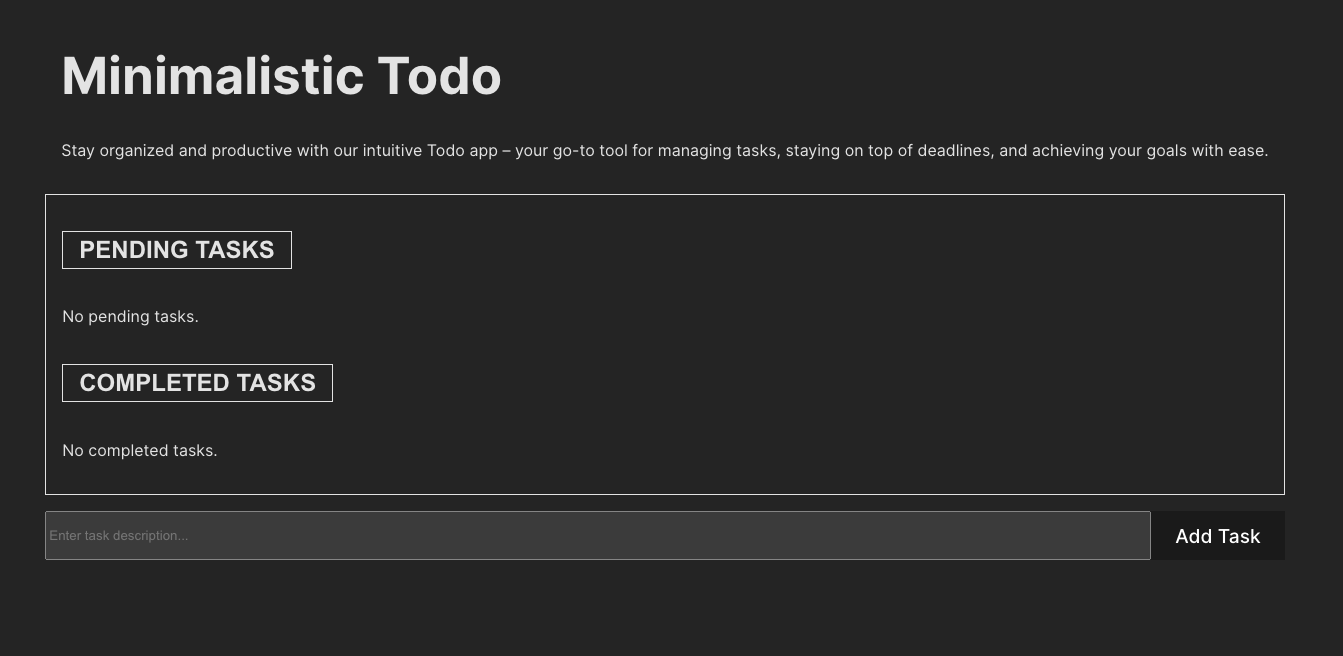 Minimalistic Todo
Stay organized and productive with our intuitive Todo app – your go-to tool for managing tasks, staying on top of deadlines, and achieving your goals with ease.
PENDING TASKS
No pending tasks.
COMPLETED TASKS
No completed tasks.
Enter task description...
Add Task